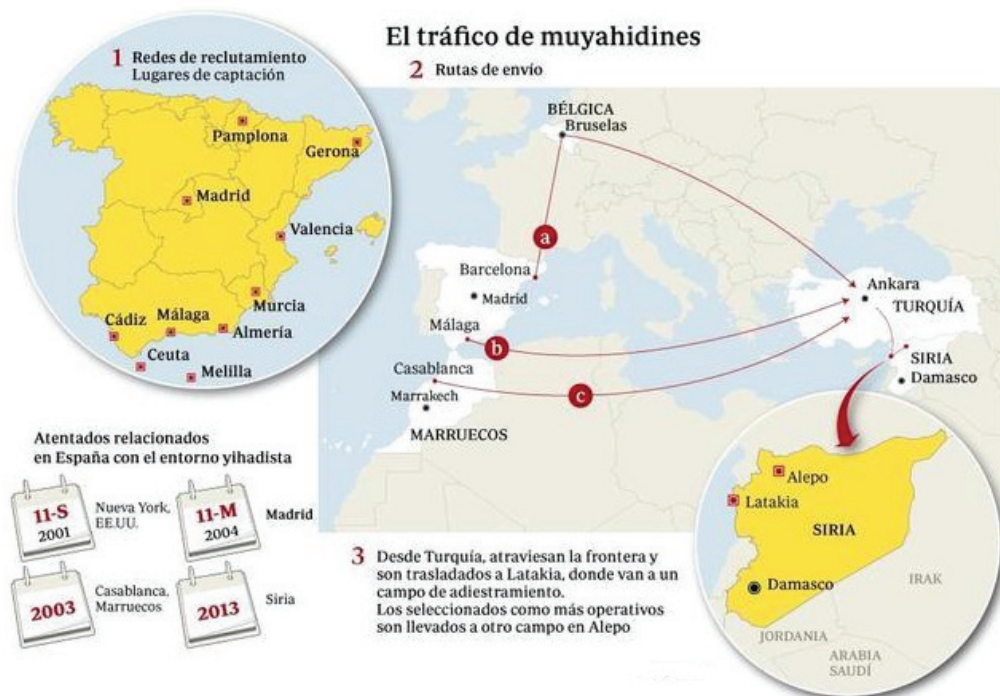 El tráfico de muyahidines
1 Redes de reclutamiento
Lugares de captación
Pamplona
Gerona
Madrid
Valencia
Murcia
Cádiz
Málaga
Almería
Ceuta
Melilla
2 Rutas de envío
BÉLGICA
Bruselas
a
Barcelona
Madrid
Ankara
TURQUÍA
Málaga
b
SIRIA
Casablanca
c
Damasco
Marrakech
MARRUECOS
Atentados relacionados
en España con el entorno yihadista
11-S
2001
Nueva York,
EE.UU.
11-M
2004
Madrid
2003
Casablanca,
Marruecos
2013
Siria
3 Desde Turquía, atraviesan la frontera y
son trasladados a Latakia, donde van a un
campo de adiestramiento.
Los seleccionados como más operativos
son llevados a otro campo en Alepo
Alepo
Latakia
SIRIA
Damasco
IRAK
JORDANIA
ARABIA
SAUDÍ